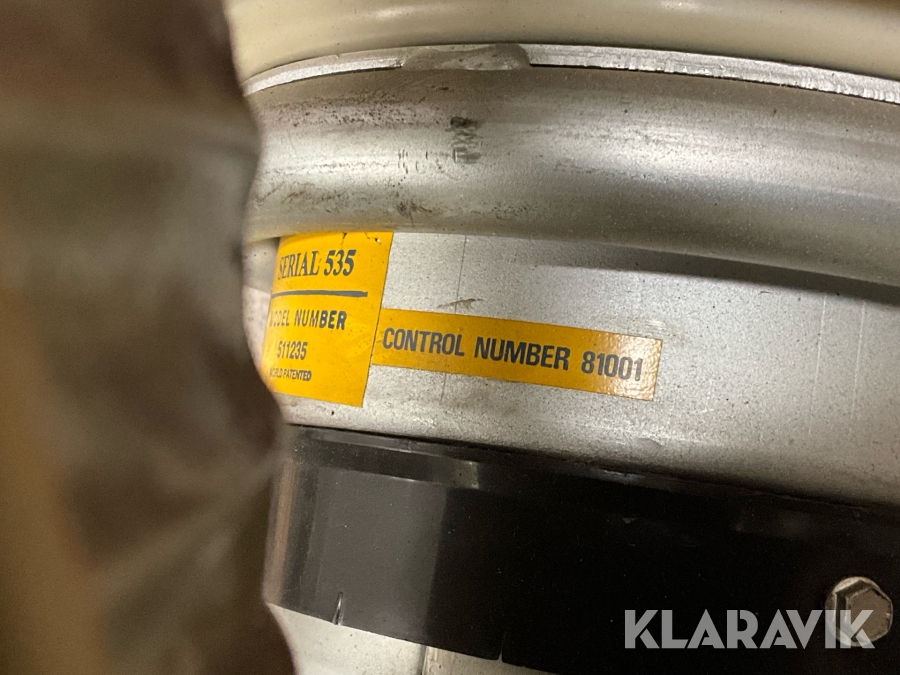 SERIAL 535
MODEL NUMBER
511235
WORLD PATENTED
CONTROL NUMBER 81001
KLARAVIK